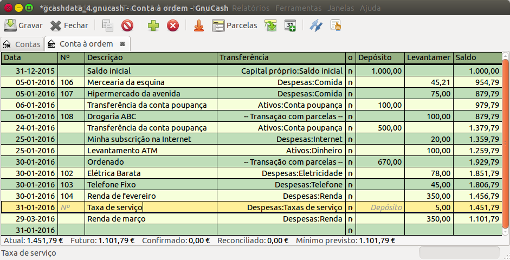 *gcashdata_4.gnucash - Conta à ordem - GnuCash Relatórios Ferramentas Janelas Ajuda
Gravar Fechar Parcelas
Contas Conta à ordem
Data Nº Descrição Transferência o Depósito Levantamer Saldo
31-12-2015 Saldo inicial Capital próprio:Saldo inicial n 1.000,00 1.000,00
05-01-2016 106 Mercearia da esquina Despesas:Comida n 45,21 954,79
05-01-2016 107 Hipermercado da avenida Despesas:Comida n 75,00 879,79
06-01-2016 Transferência da conta poupança Ativos:Conta poupança n 100,00 979,79
06-01-2016 108 Drogaria ABC – Transação com parcelas – n 100,00 879,79
24-01-2016 Transferência da conta poupança Ativos:Conta poupança n 500,00 1.379,79
25-01-2016 Minha subscrição na Internet Despesas:Internet n 20,00 1.359,79
25-01-2016 Levantamento ATM Ativos:Dinheiro n 100,00 1.259,79
30-01-2016 Ordenado – Transação com parcelas – n 670,00 1.929,79
30-01-2016 102 Elétrica Barata Despesas:Eletricidade n 78,00 1.851,79
30-01-2016 103 Telefone Fixo Despesas:Telefone n 45,00 1.806,79
30-01-2016 104 Renda de fevereiro Despesas:Renda n 350,00 1.456,79
31-01-2016 Nº Taxa de serviço Despesas:Taxas de serviço n Depósito 5,00 1.451,79
29-03-2016 Renda de março Despesas:Renda n 350,00 1.101,79
31-01-2016 n
Atual: 1.451,79 € Futuro: 1.101,79 € Confirmado: 0,00 € Reconciliado: 0,00 € Mínimo previsto: 1.101,79 €
Taxa de serviço